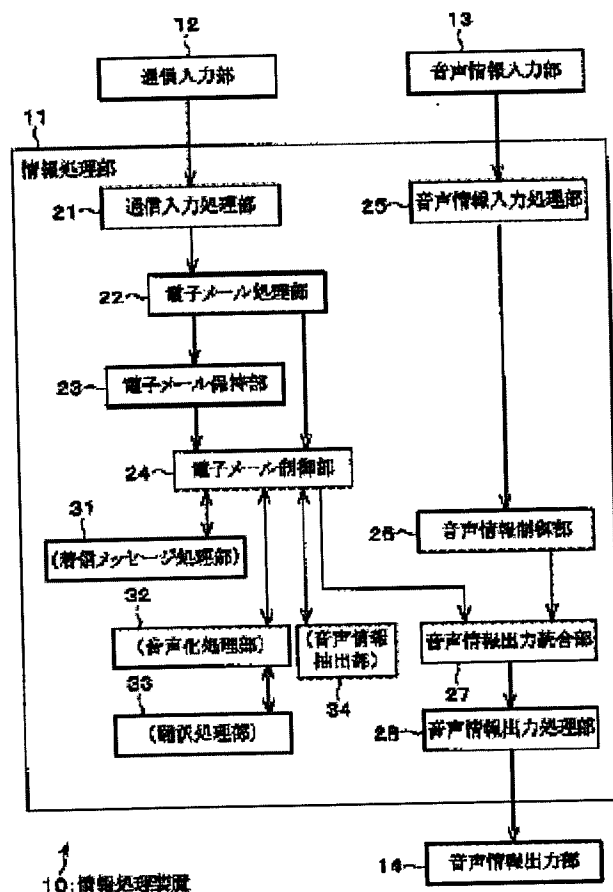 12
通信入力部
13
音声情報入力部
11
情報処理部
21
通信入力処理部
25
音声情報入力処理部
22
電子メール処理部
23
電子メール保持部
24
電子メール制御部
31
(着信メッセージ処理部)
26
音声情報制御部
32
(音声化処理部)
(音声情報
抽出部)
34
音声情報出力統合部
27
33
(翻訳処理部)
28
音声情報出力処理部
14
音声情報出力部
10:情報処理装置